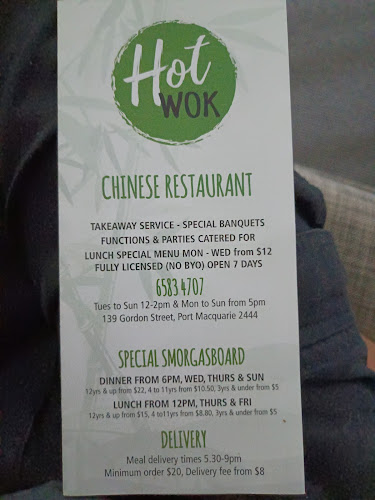 Hot
WOK
CHINESE RESTAURANT
TAKEAWAY SERVICE - SPECIAL BANQUETS
FUNCTIONS & PARTIES CATERED FOR
LUNCH SPECIAL MENU MON - WED from $12
FULLY LICENSED (NO BYO) OPEN 7 DAYS
6583 4707
Tues to Sun 12-2pm & Mon to Sun from 5pm
139 Gordon Street, Port Macquarie 2444
SPECIAL SMORGASBOARD
DINNER FROM 6PM, WED, THURS & SUN
12yrs & up from $22, 4 to 11yrs from $10.50, 3yrs & under from $5
LUNCH FROM 12PM, THURS & FRI
12yrs & up from $15, 4 to11yrs from $8.80, 3yrs & under from $5
DELIVERY
Meal delivery times 5.30-9pm
Minimum order $20, Delivery fee from $8